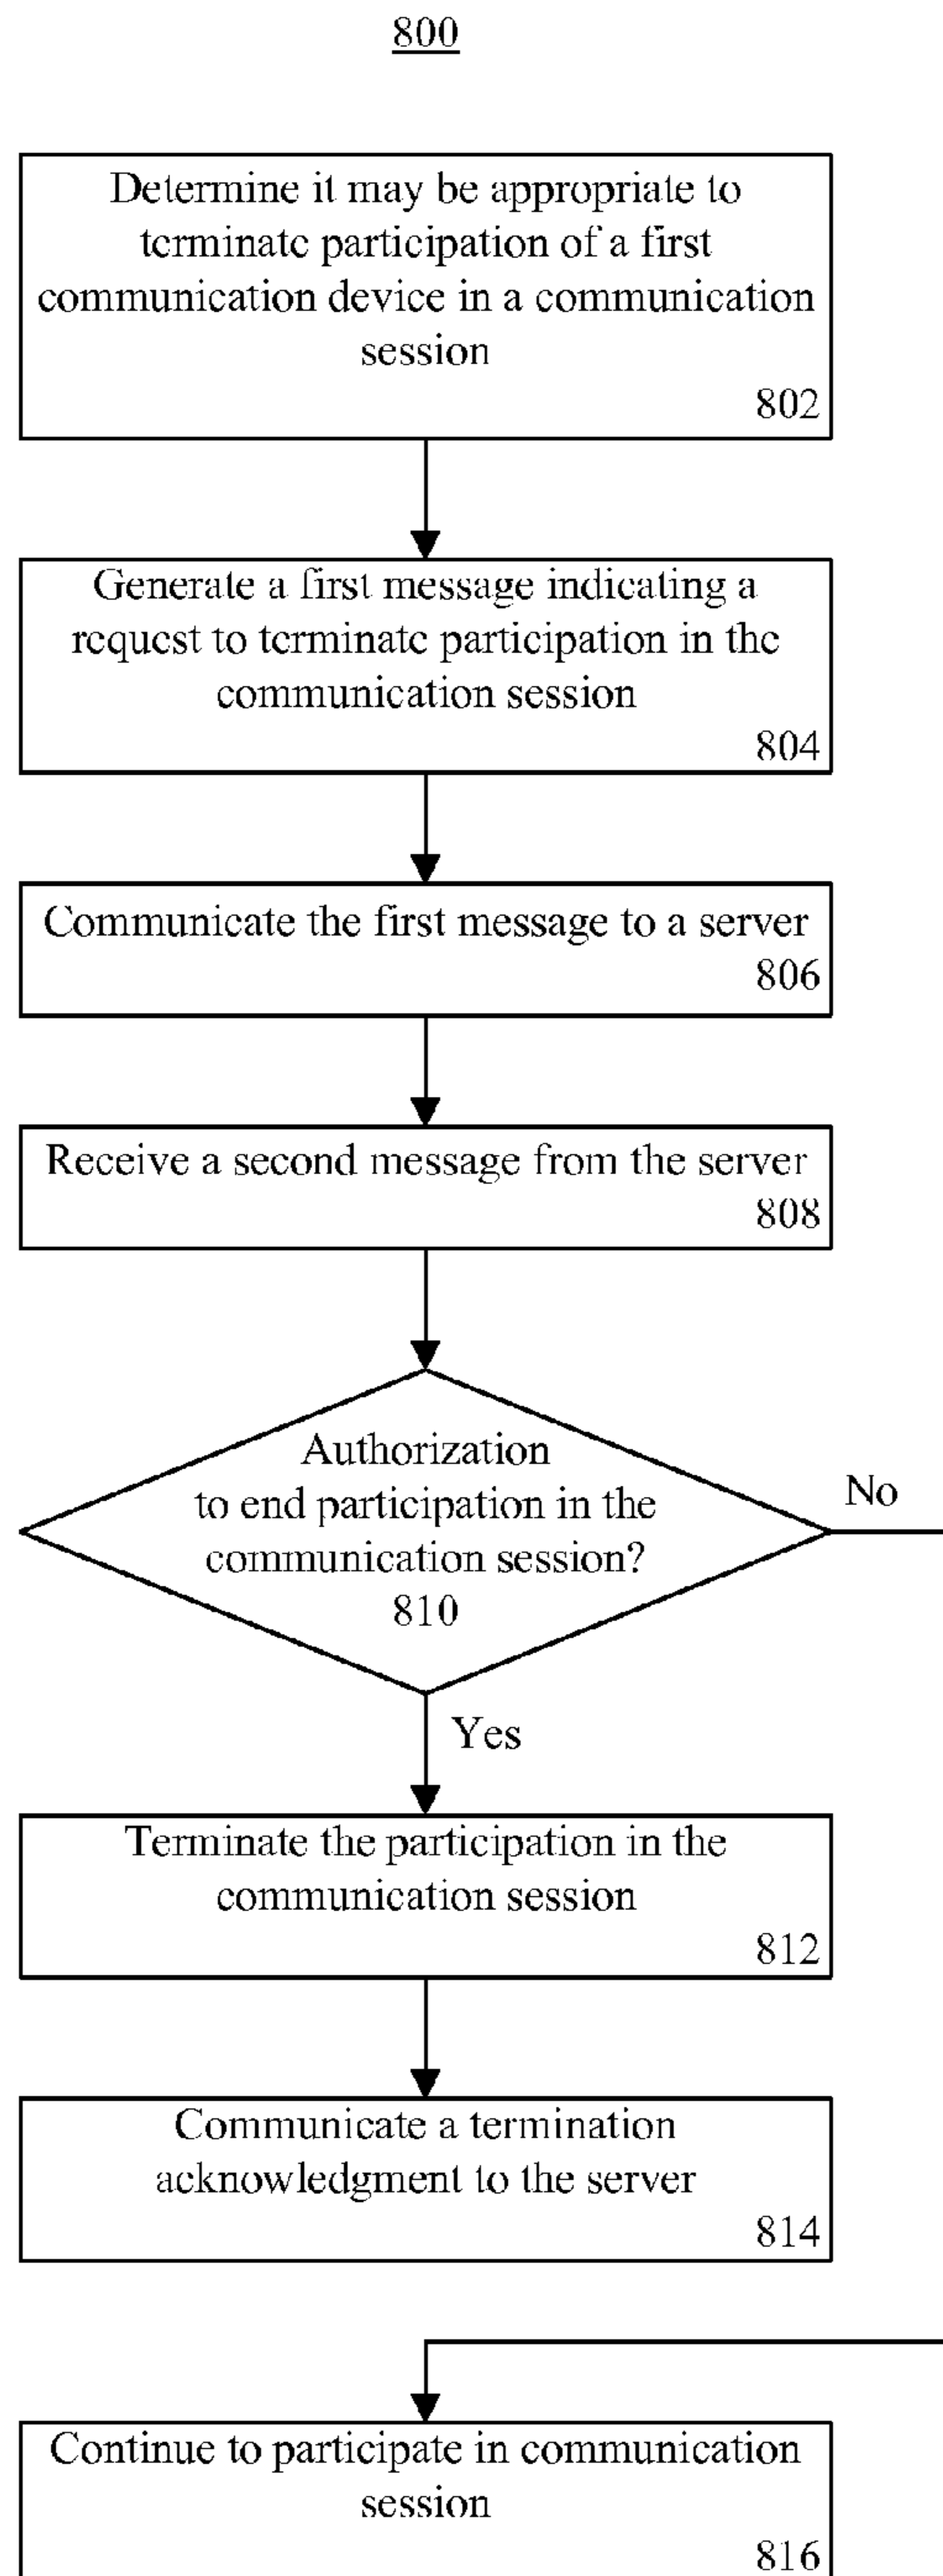 800
Determine it may be appropriate to
terminate participation of a first
communication device in a communication
session
802
Generate a first message indicating a
request to terminate participation in the
communication session
804
Communicate the first message to a server
806
Receive a second message from the server
808
Authorization
to end participation in the
communication session?
810
No
Yes
Terminate the participation in the
communication session
812
Communicate a termination
acknowledgment to the server
814
Continue to participate in communication
session
816